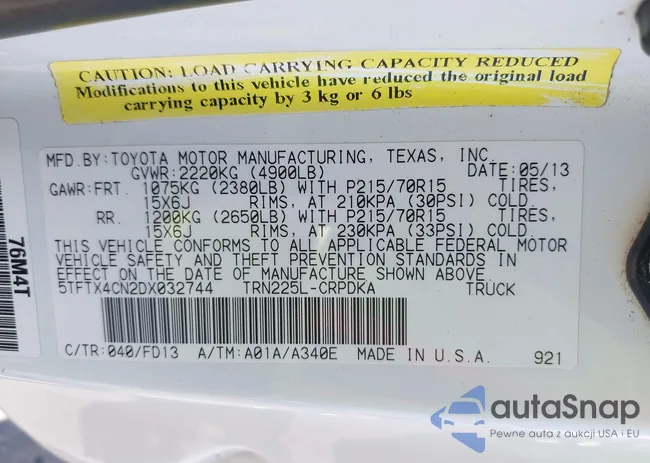 CAUTION: LOAD CARRYING CAPACITY REDUCED
Modifications to this vehicle have reduced the original load
carrying capacity by 3 kg or 6 lbs
MFD.BY:TOYOTA MOTOR MANUFACTURING, TEXAS, INC.
GVWR:2220KG (4900LB) DATE:05/13
GAWR:FRT. 1075KG (2380LB) WITH P215/70R15 TIRES,
15X6J RIMS, AT 210KPA (30PSI) COLD.
RR. 1200KG (2650LB) WITH P215/70R15 TIRES,
15X6J RIMS, AT 230KPA (33PSI) COLD.
THIS VEHICLE CONFORMS TO ALL APPLICABLE FEDERAL MOTOR
VEHICLE SAFETY AND THEFT PREVENTION STANDARDS IN
EFFECT ON THE DATE OF MANUFACTURE SHOWN ABOVE.
5TFTX4CN2DX032744 TRN225L-CRPDKA TRUCK
C/TR:040/FD13 A/TM:A01A/A340E MADE IN U.S.A. 921
76M4T
autaSnap
Pewne auta z aukcji USA i EU